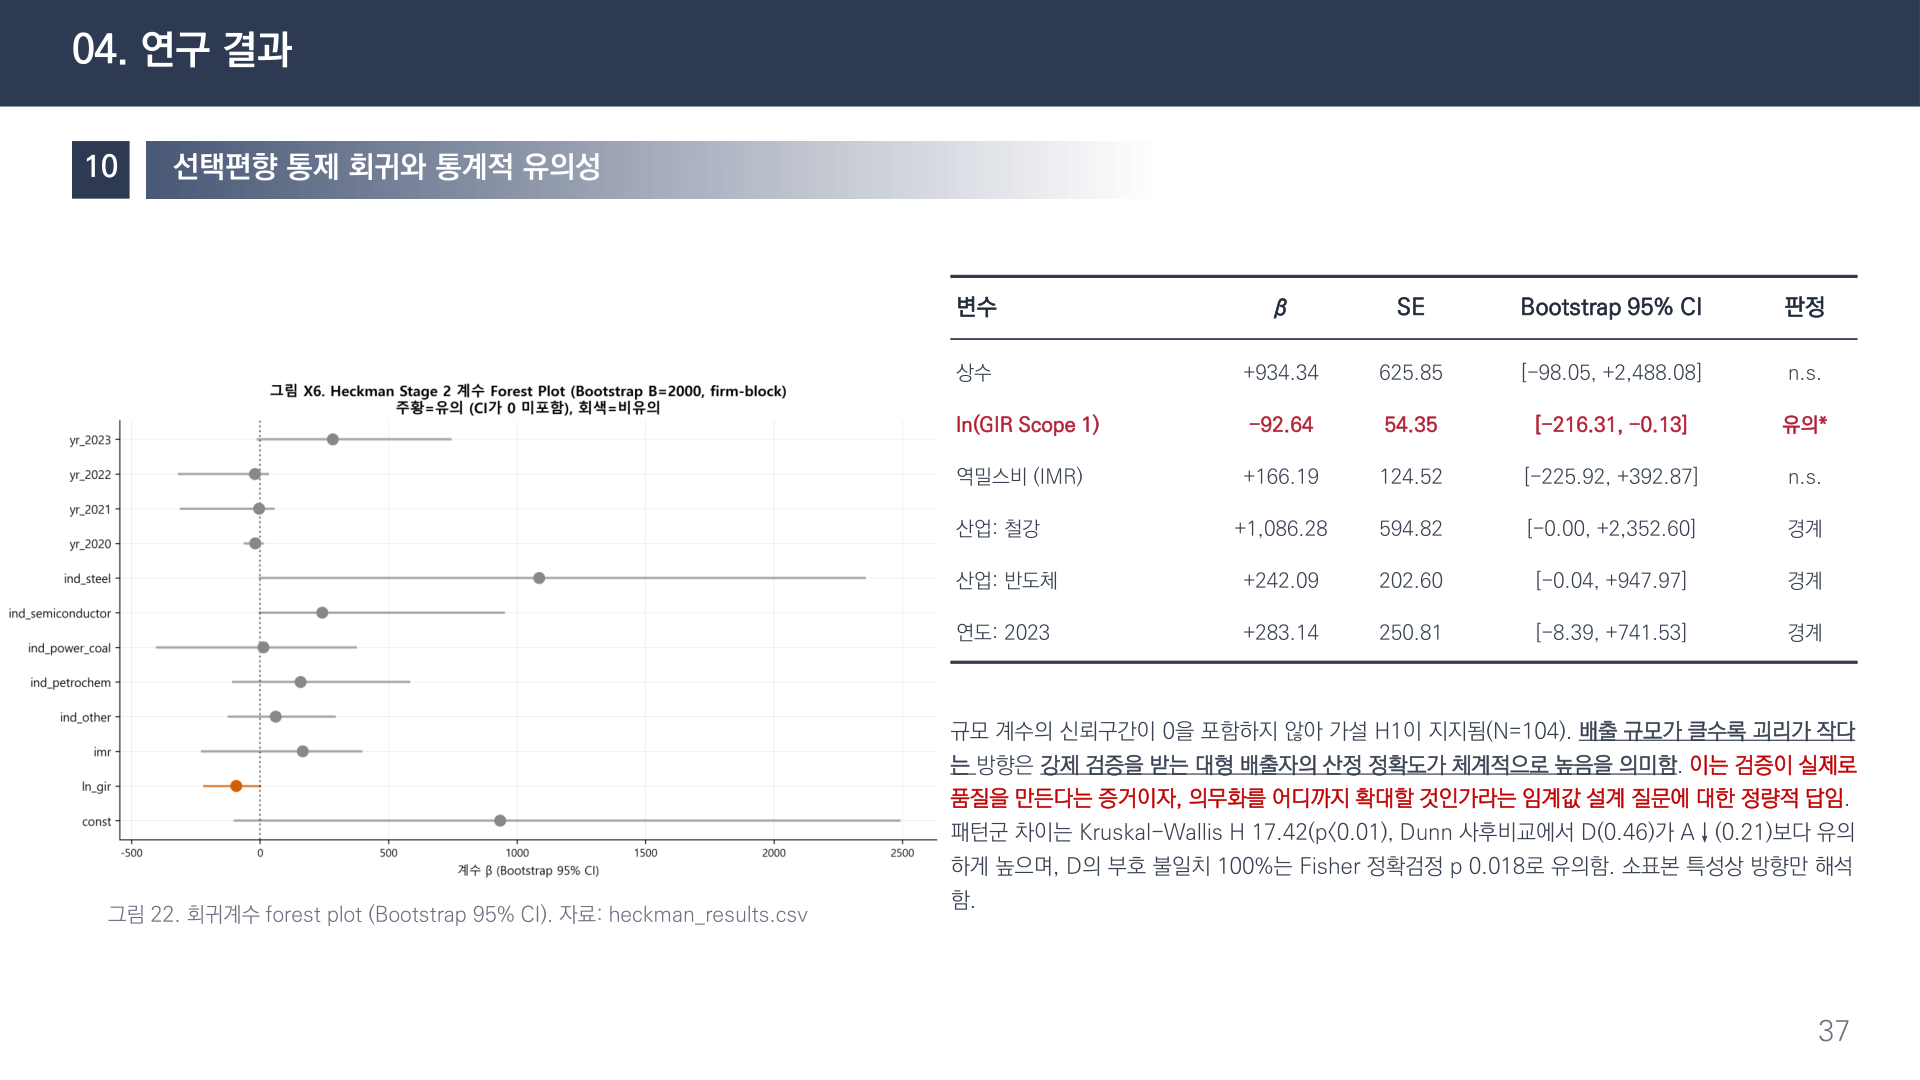 04. 연구 결과
10
선택편향 통제 회귀와 통계적 유의성
그림 X6. Heckman Stage 2 계수 Forest Plot (Bootstrap B=2000, firm-block)
주황=유의 (CI가 0 미포함), 회색=비유의
yr_2023
yr_2022
yr_2021
yr_2020
ind_steel
ind_semiconductor
ind_power_coal
ind_petrochem
ind_other
imr
ln_gir
const
-500 0 500 1000 1500 2000 2500
계수 β (Bootstrap 95% CI)
그림 22. 회귀계수 forest plot (Bootstrap 95% CI). 자료: heckman_results.csv
변수 β SE Bootstrap 95% CI 판정
상수 +934.34 625.85 [−98.05, +2,488.08] n.s.
ln(GIR Scope 1) −92.64 54.35 [−216.31, −0.13] 유의*
역밀스비 (IMR) +166.19 124.52 [−225.92, +392.87] n.s.
산업: 철강 +1,086.28 594.82 [−0.00, +2,352.60] 경계
산업: 반도체 +242.09 202.60 [−0.04, +947.97] 경계
연도: 2023 +283.14 250.81 [−8.39, +741.53] 경계
규모 계수의 신뢰구간이 0을 포함하지 않아 가설 H1이 지지됨(N=104). 배출 규모가 클수록 괴리가 작다
는 방향은 강제 검증을 받는 대형 배출자의 산정 정확도가 체계적으로 높음을 의미함. 이는 검증이 실제로
품질을 만든다는 증거이자, 의무화를 어디까지 확대할 것인가라는 임계값 설계 질문에 대한 정량적 답임.
패턴군 차이는 Kruskal-Wallis H 17.42(p<0.01), Dunn 사후비교에서 D(0.46)가 A↓(0.21)보다 유의
하게 높으며, D의 부호 불일치 100%는 Fisher 정확검정 p 0.018로 유의함. 소표본 특성상 방향만 해석
함.
37